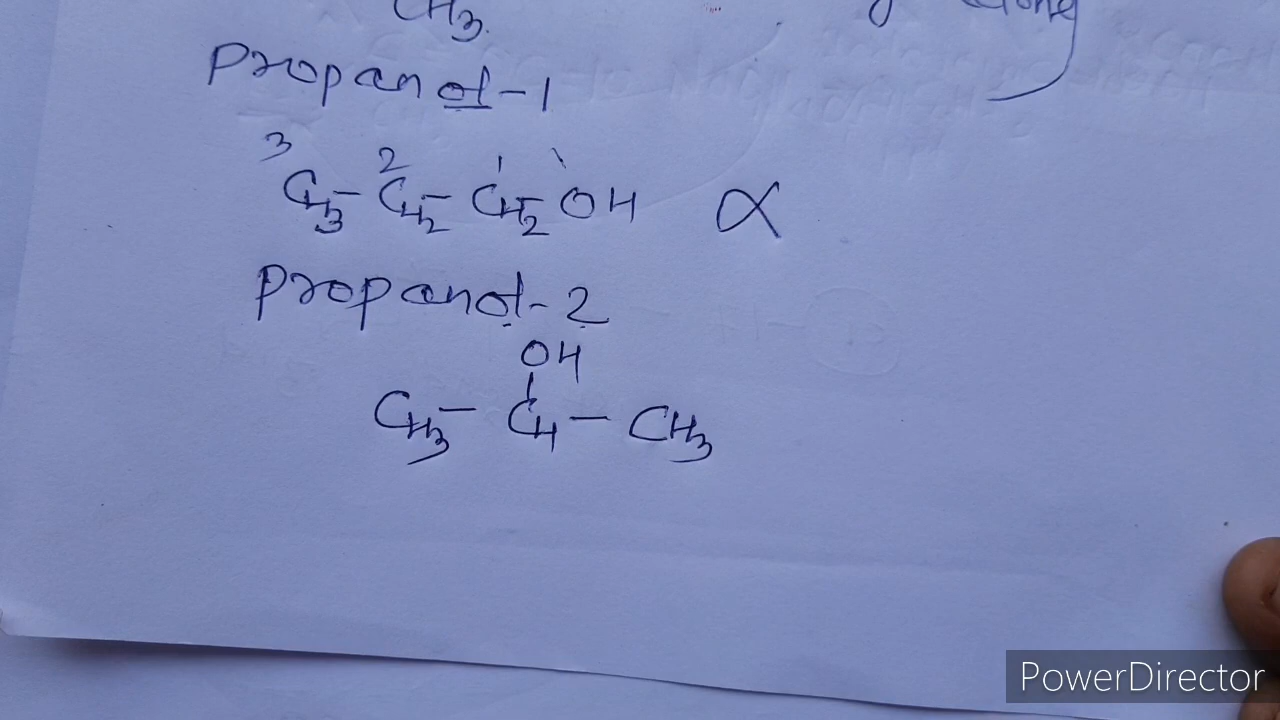 CH3.
Propanol-1
3 2 1
CH3-CH2-CH2OH α
propanol-2
OH
CH3-CH-CH3
PowerDirector